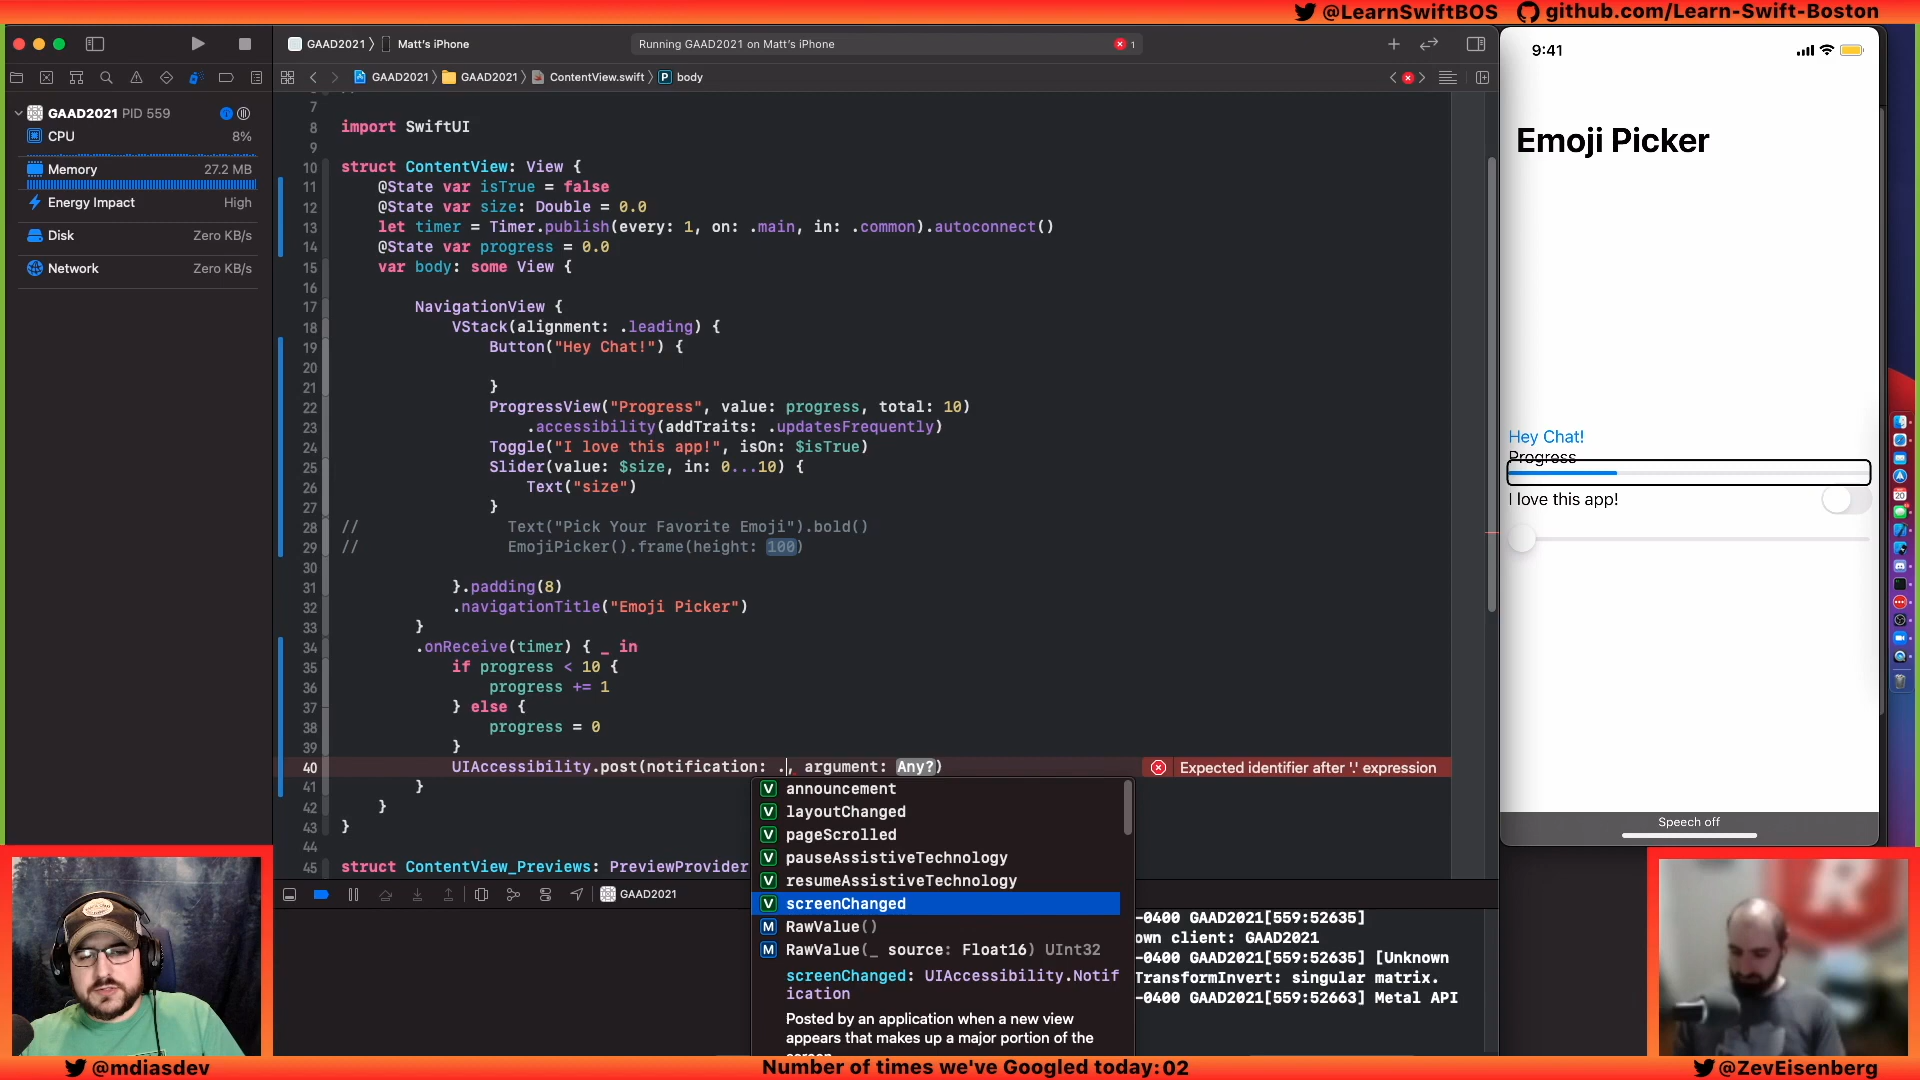 @LearnSwiftBOS github.com/Learn-Swift-Boston
GAAD2021 〉 Matt's iPhone
Running GAAD2021 on Matt's iPhone
1
GAAD2021 〉 GAAD2021 〉 ContentView.swift 〉 P body
GAAD2021 PID 559
CPU 8%
Memory 27.2 MB
Energy Impact High
Disk Zero KB/s
Network Zero KB/s
7
8 import SwiftUI
9
10 struct ContentView: View {
11 @State var isTrue = false
12 @State var size: Double = 0.0
13 let timer = Timer.publish(every: 1, on: .main, in: .common).autoconnect()
14 @State var progress = 0.0
15 var body: some View {
16
17 NavigationView {
18 VStack(alignment: .leading) {
19 Button("Hey Chat!") {
20
21 }
22 ProgressView("Progress", value: progress, total: 10)
23 .accessibility(addTraits: .updatesFrequently)
24 Toggle("I love this app!", isOn: $isTrue)
25 Slider(value: $size, in: 0...10) {
26 Text("size")
27 }
28 // Text("Pick Your Favorite Emoji").bold()
29 // EmojiPicker().frame(height: 100)
30
31 }.padding(8)
32 .navigationTitle("Emoji Picker")
33 }
34 .onReceive(timer) { _ in
35 if progress < 10 {
36 progress += 1
37 } else {
38 progress = 0
39 }
40 UIAccessibility.post(notification: ., argument: Any?)
Expected identifier after '.' expression
41 }
42 }
43 }
44
45 struct ContentView_Previews: PreviewProvider
V announcement
V layoutChanged
V pageScrolled
V pauseAssistiveTechnology
V resumeAssistiveTechnology
V screenChanged
M RawValue()
M RawValue(_ source: Float16) UInt32
screenChanged: UIAccessibility.Notif
ication
Posted by an application when a new view
appears that makes up a major portion of the
GAAD2021
-0400 GAAD2021[559:52635]
own client: GAAD2021
-0400 GAAD2021[559:52635] [Unknown
TransformInvert: singular matrix.
-0400 GAAD2021[559:52663] Metal API
9:41
Emoji Picker
Hey Chat!
Progress
I love this app!
Speech off
@mdiasdev
Number of times we've Googled today: 02
@ZevEisenberg